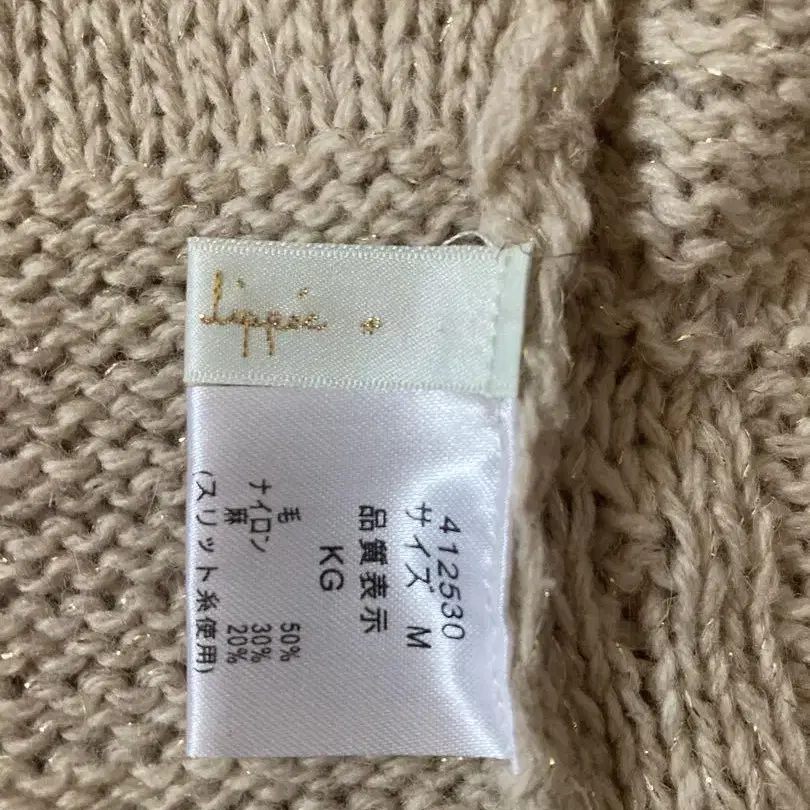 Lippée
412530
サイズ M
品質表示
KG
毛 50%
ナイロン 30%
麻 20%
(スリット糸使用)